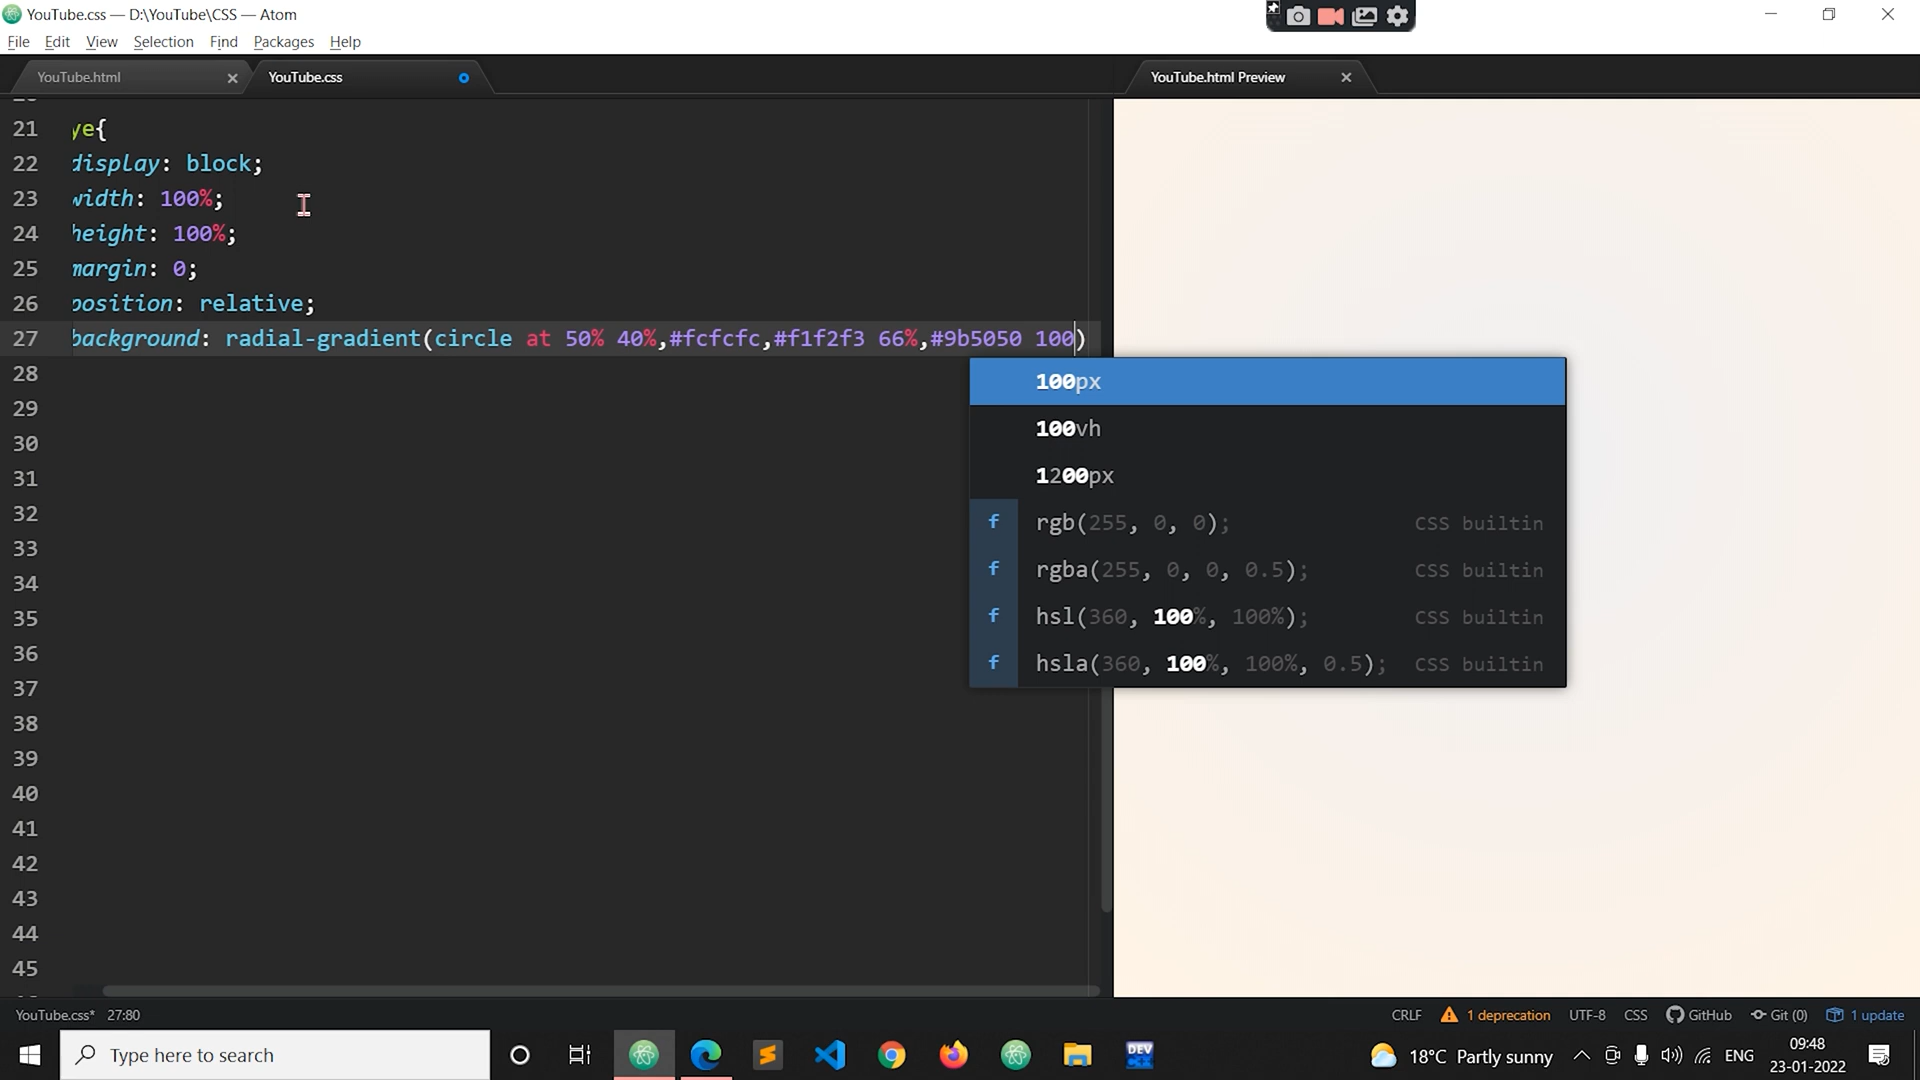 YouTube.css — D:\YouTube\CSS — Atom
File Edit View Selection Find Packages Help
YouTube.html
YouTube.css
YouTube.html Preview
21 ye{
22 display: block;
23 width: 100%;
24 height: 100%;
25 margin: 0;
26 position: relative;
27 background: radial-gradient(circle at 50% 40%,#fcfcfc,#f1f2f3 66%,#9b5050 100)
28
29
30
31
32
33
34
35
36
37
38
39
40
41
42
43
44
45
100px
100vh
1200px
f rgb(255, 0, 0); CSS builtin
f rgba(255, 0, 0, 0.5); CSS builtin
f hsl(360, 100%, 100%); CSS builtin
f hsla(360, 100%, 100%, 0.5); CSS builtin
YouTube.css* 27:80 CRLF 1 deprecation UTF-8 CSS GitHub Git (0) 1 update
Type here to search
DEV
18°C Partly sunny
ENG
09:48
23-01-2022